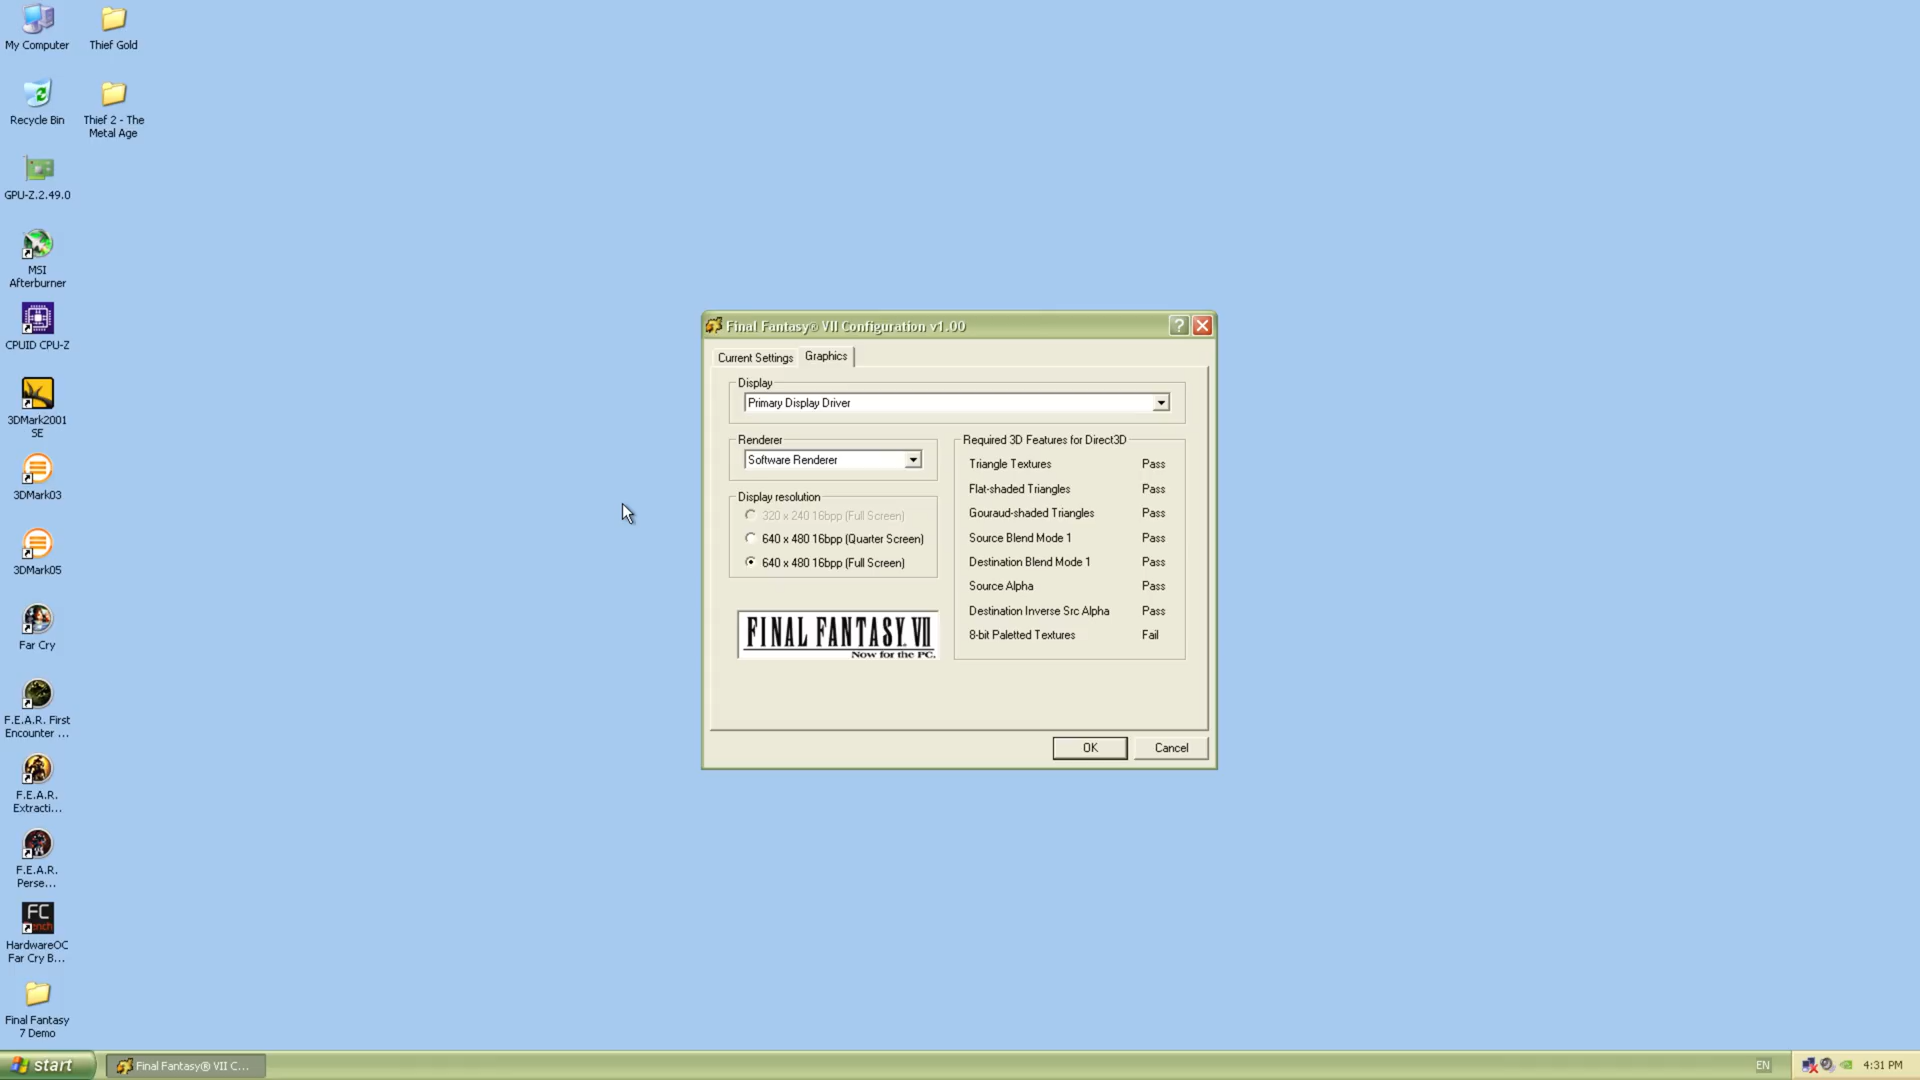 My Computer
Thief Gold
Recycle Bin
Thief 2 - The
Metal Age
GPU-Z.2.49.0
MSI
Afterburner
CPUID CPU-Z
3DMark2001
SE
3DMark03
3DMark05
Far Cry
F.E.A.R. First
Encounter ...
F.E.A.R.
Extracti...
F.E.A.R.
Perse...
FC
HardwareOC
Far Cry B...
Final Fantasy
7 Demo
Final Fantasy® VII Configuration v1.00
Current Settings
Graphics
Display
Primary Display Driver
Renderer
Software Renderer
Display resolution
320 x 240 16bpp (Full Screen)
640 x 480 16bpp (Quarter Screen)
640 x 480 16bpp (Full Screen)
FINAL FANTASY VII
Now for the PC.
Required 3D Features for Direct3D
Triangle Textures Pass
Flat-shaded Triangles Pass
Gouraud-shaded Triangles Pass
Source Blend Mode 1 Pass
Destination Blend Mode 1 Pass
Source Alpha Pass
Destination Inverse Src Alpha Pass
8-bit Paletted Textures Fail
OK
Cancel
start
Final Fantasy® VII C...
EN
4:31 PM